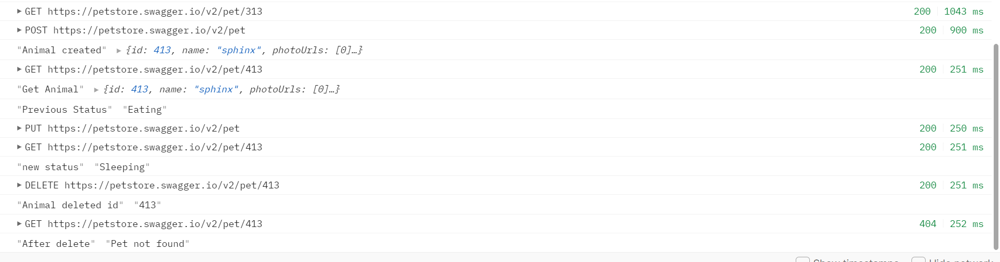 ▶ GET https://petstore.swagger.io/v2/pet/313 200 1043 ms
▶ POST https://petstore.swagger.io/v2/pet 200 900 ms
"Animal created" ▶ {id: 413, name: "sphinx", photoUrls: [0]…}
▶ GET https://petstore.swagger.io/v2/pet/413 200 251 ms
"Get Animal" ▶ {id: 413, name: "sphinx", photoUrls: [0]…}
"Previous Status" "Eating"
▶ PUT https://petstore.swagger.io/v2/pet 200 250 ms
▶ GET https://petstore.swagger.io/v2/pet/413 200 251 ms
"new status" "Sleeping"
▶ DELETE https://petstore.swagger.io/v2/pet/413 200 251 ms
"Animal deleted id" "413"
▶ GET https://petstore.swagger.io/v2/pet/413 404 252 ms
"After delete" "Pet not found"
Show timestamps Hide network